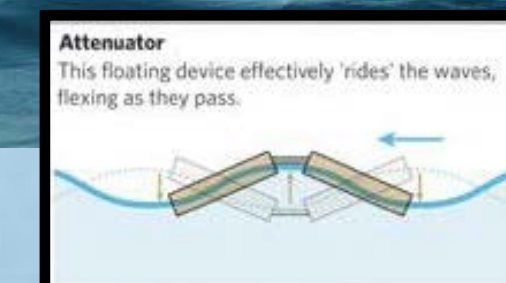 Attenuator
This floating device effectively 'rides' the waves,
flexing as they pass.